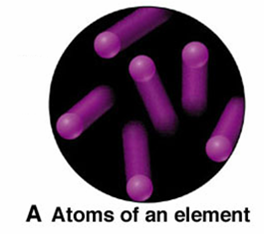 A Atoms of an element